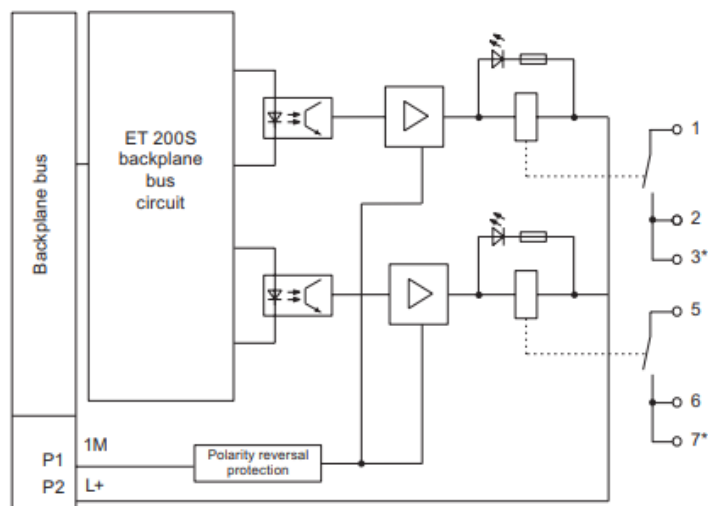 Backplane bus
ET 200S
backplane
bus
circuit
1
2
3*
5
6
7*
1M
P1
Polarity reversal
protection
P2
L+